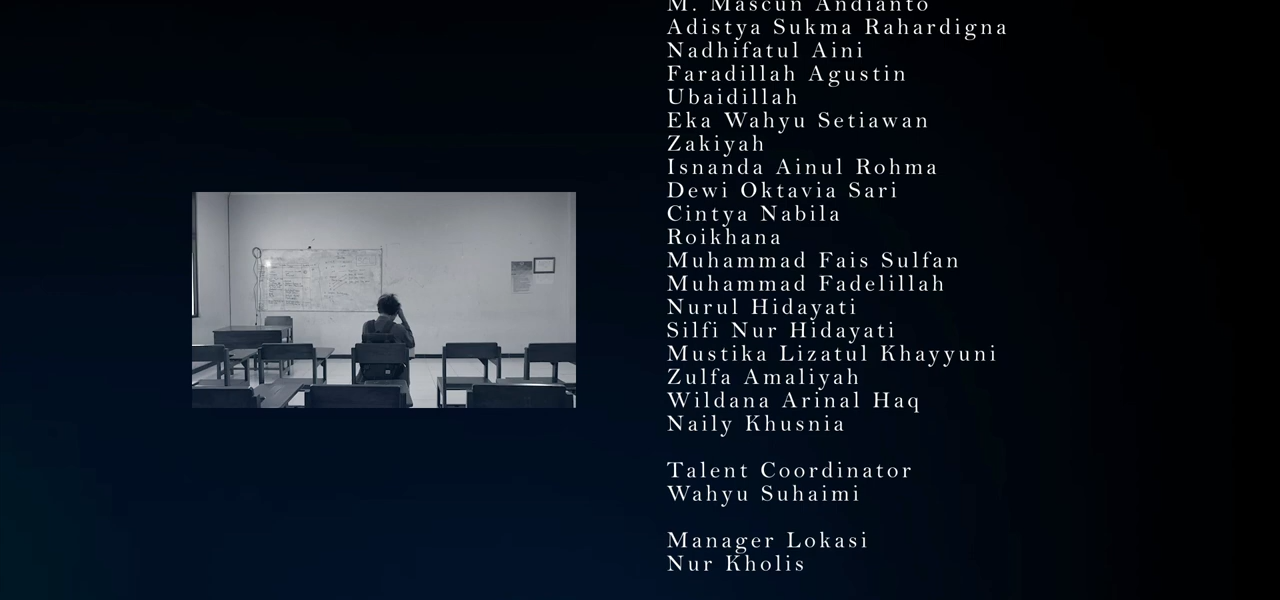 M. Mascun Andianto
Adistya Sukma Rahardigna
Nadhifatul Aini
Faradillah Agustin
Ubaidillah
Eka Wahyu Setiawan
Zakiyah
Isnanda Ainul Rohma
Dewi Oktavia Sari
Cintya Nabila
Roikhana
Muhammad Fais Sulfan
Muhammad Fadelillah
Nurul Hidayati
Silfi Nur Hidayati
Mustika Lizatul Khayyuni
Zulfa Amaliyah
Wildana Arinal Haq
Naily Khusnia
Talent Coordinator
Wahyu Suhaimi
Manager Lokasi
Nur Kholis